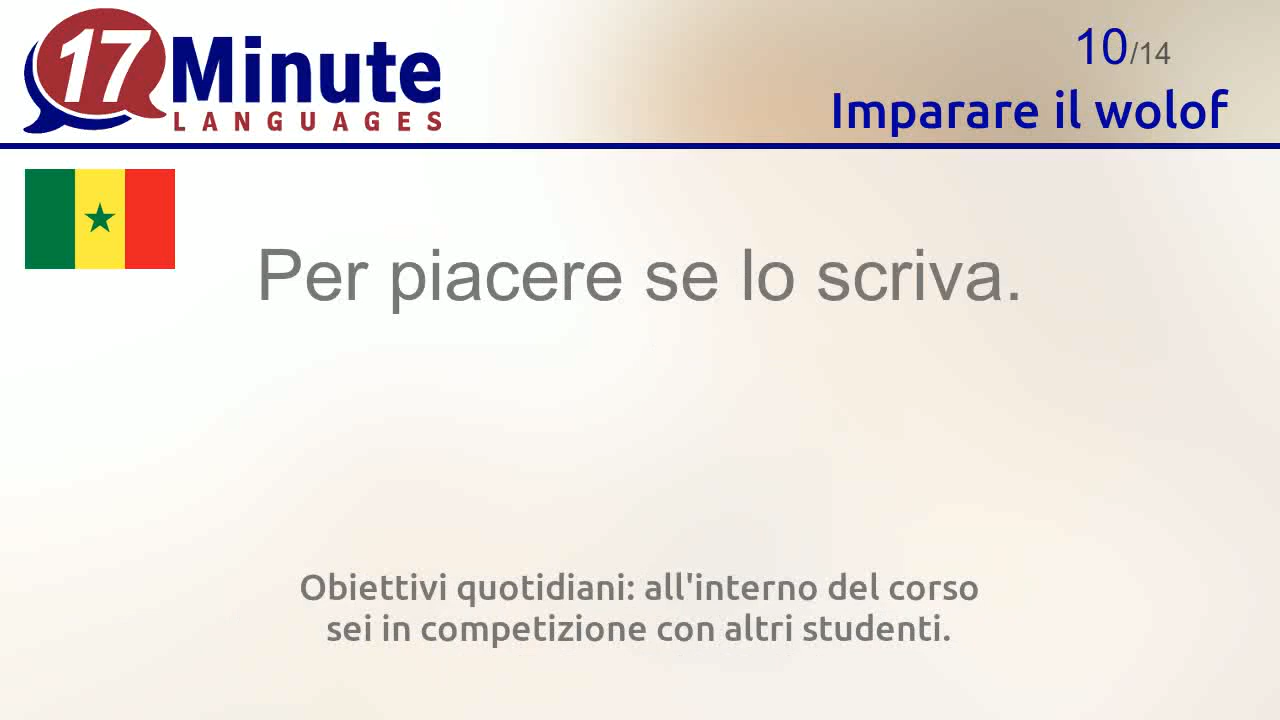 17 Minute
LANGUAGES
10/14
Imparare il wolof
Per piacere se lo scriva.
Obiettivi quotidiani: all'interno del corso
sei in competizione con altri studenti.